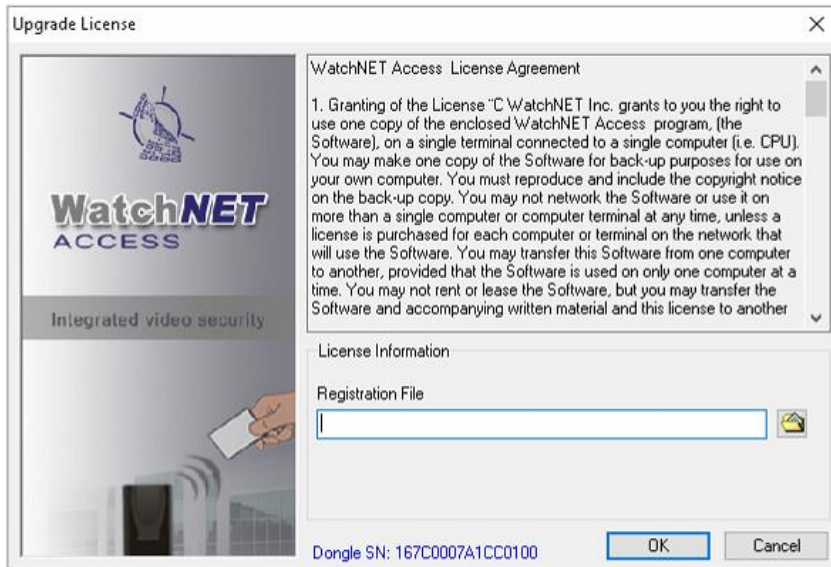 Upgrade License
WatchNET
ACCESS
Integrated video security
WatchNET Access License Agreement
1. Granting of the License "C WatchNET Inc. grants to you the right to
use one copy of the enclosed WatchNET Access program, (the
Software), on a single terminal connected to a single computer (i.e. CPU).
You may make one copy of the Software for back-up purposes for use on
your own computer. You must reproduce and include the copyright notice
on the back-up copy. You may not network the Software or use it on
more than a single computer or computer terminal at any time, unless a
license is purchased for each computer or terminal on the network that
will use the Software. You may transfer this Software from one computer
to another, provided that the Software is used on only one computer at a
time. You may not rent or lease the Software, but you may transfer the
Software and accompanying written material and this license to another
License Information
Registration File
Dongle SN: 167C0007A1CC0100
OK
Cancel